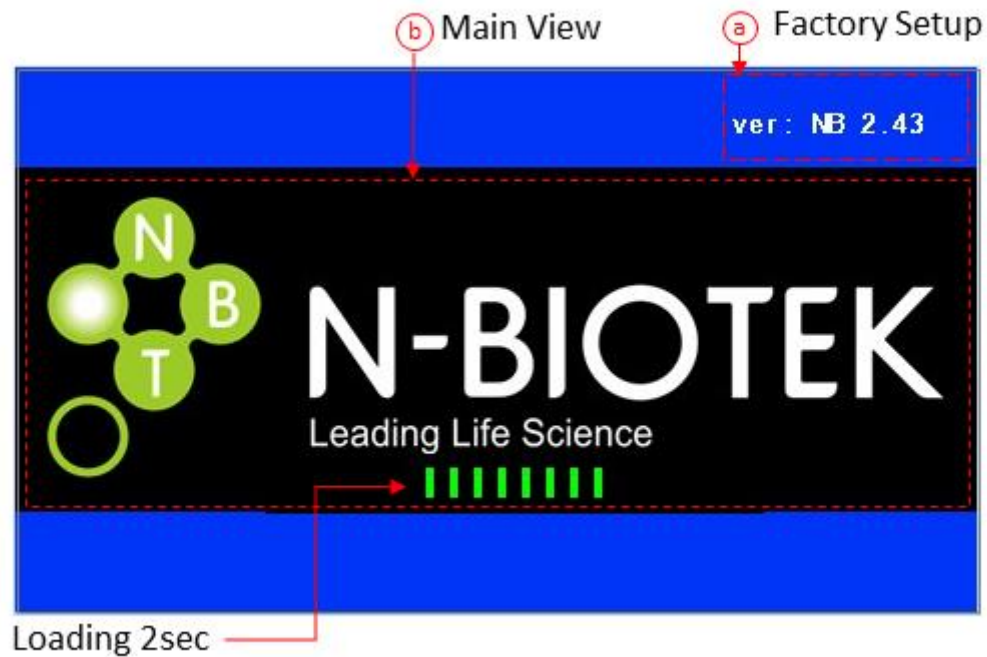 b Main View
a Factory Setup
ver: NB 2.43
N
B
T
N-BIOTEK
Leading Life Science
Loading 2sec